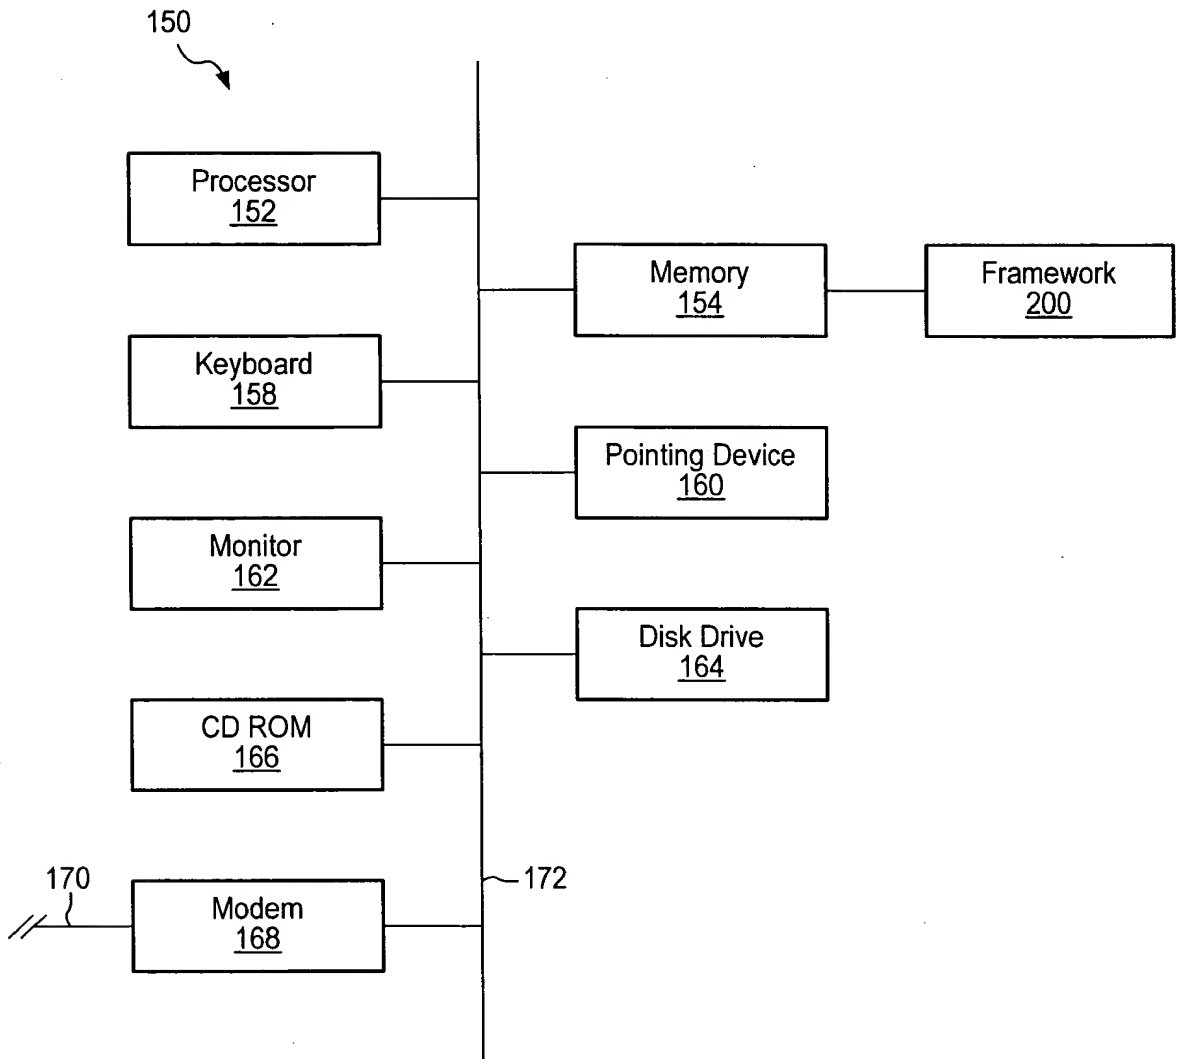 150
Processor
152
Memory
154
Framework
200
Keyboard
158
Pointing Device
160
Monitor
162
Disk Drive
164
CD ROM
166
170
Modem
168
172